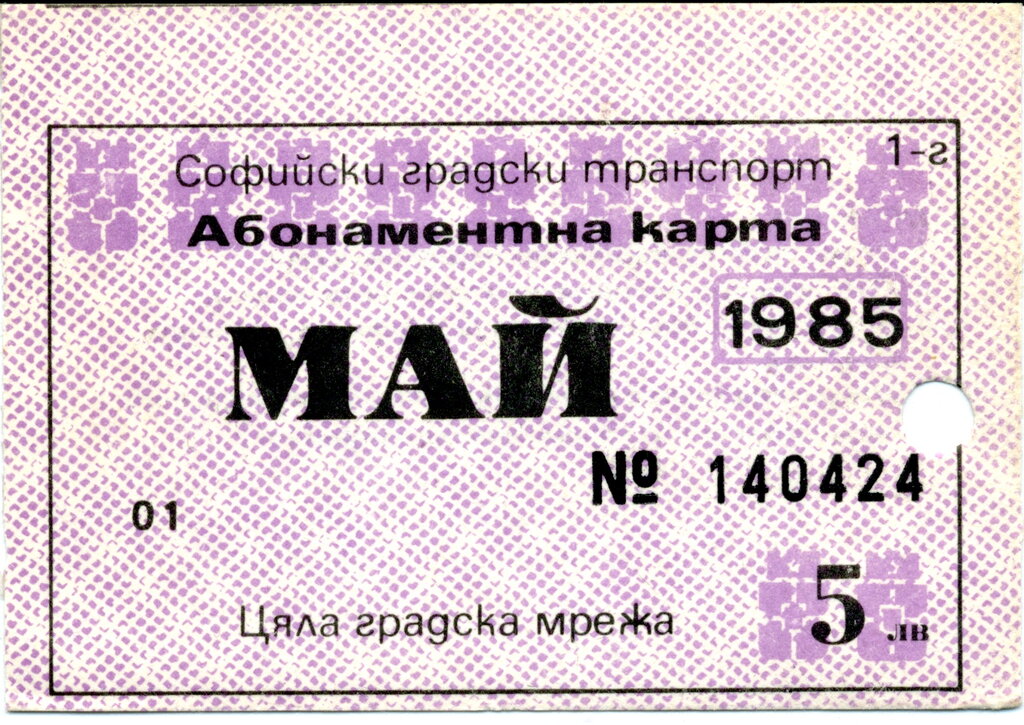 1-г
Софийски градски транспорт
Абонаментна карта
МАЙ
1985
№ 140424
01
Цяла градска мрежа
5 лв